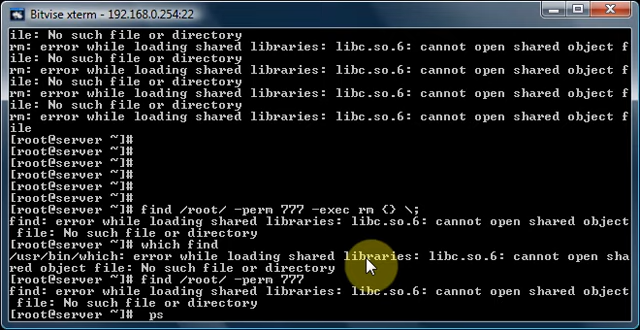 Bitvise xterm - 192.168.0.254:22
ile: No such file or directory
rm: error while loading shared libraries: libc.so.6: cannot open shared object f
ile: No such file or directory
rm: error while loading shared libraries: libc.so.6: cannot open shared object f
ile: No such file or directory
rm: error while loading shared libraries: libc.so.6: cannot open shared object f
ile: No such file or directory
rm: error while loading shared libraries: libc.so.6: cannot open shared object f
ile
[root@server ~]#
[root@server ~]#
[root@server ~]#
[root@server ~]#
[root@server ~]#
[root@server ~]#
[root@server ~]# find /root/ -perm 777 -exec rm {} \;
find: error while loading shared libraries: libc.so.6: cannot open shared object
 file: No such file or directory
[root@server ~]# which find
/usr/bin/which: error while loading shared libraries: libc.so.6: cannot open sha
red object file: No such file or directory
[root@server ~]# find /root/ -perm 777
find: error while loading shared libraries: libc.so.6: cannot open shared object
 file: No such file or directory
[root@server ~]#  ps